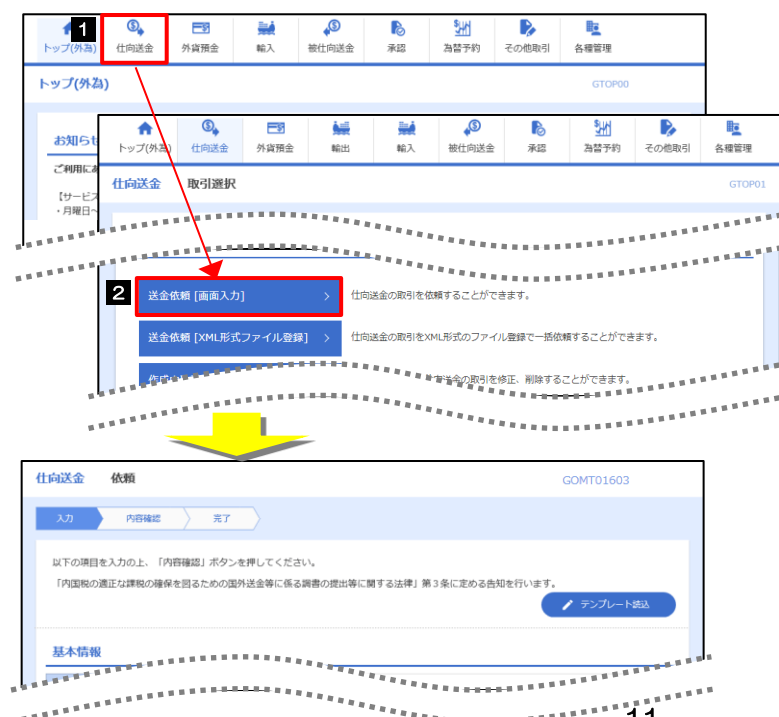 1
トップ(外為) 仕向送金 外貨預金 輸入 被仕向送金 承認 為替予約 その他取引 各種管理
トップ(外為) GTOP00
お知らせ
ご利用にあ
【サービス
・月曜日～
トップ(外為) 仕向送金 外貨預金 輸出 輸入 被仕向送金 承認 為替予約 その他取引 各種管理
仕向送金 取引選択 GTOP01
2
送金依頼 [画面入力] 仕向送金の取引を依頼することができます。
送金依頼 [XML形式ファイル登録] 仕向送金の取引をXML形式のファイル登録で一括依頼することができます。
送金の取引を修正、削除することができます。
仕向送金 依頼 GOMT01603
入力 内容確認 完了
以下の項目を入力の上、「内容確認」ボタンを押してください。
「内国税の適正な課税の確保を図るための国外送金等に係る調書の提出等に関する法律」第３条に定める告知を行います。
テンプレート読込
基本情報
11